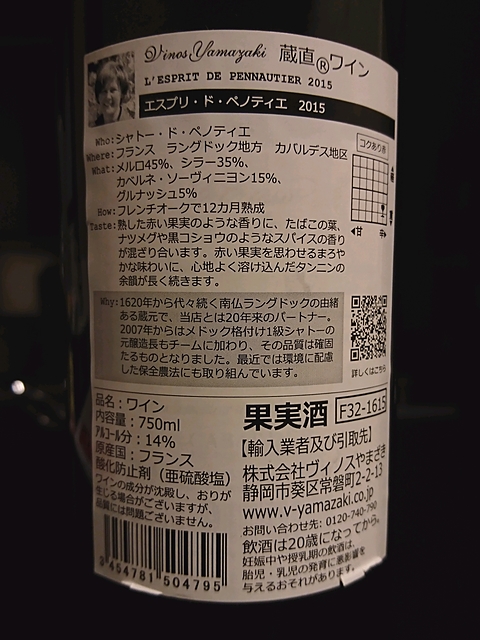 Vinos Yamazaki 蔵直®ワイン
L'ESPRIT DE PENNAUTIER 2015
エスプリ・ド・ペノティエ 2015
Who:シャトー・ド・ペノティエ
Where:フランス ラングドック地方 カバルデス地区
What:メルロ45%、シラー35%、
カベルネ・ソーヴィニヨン15%、
グルナッシュ5%
How:フレンチオークで12カ月熟成
Taste:熟した赤い果実のような香りに、たばこの葉、
ナツメグや黒コショウのようなスパイスの香り
が混ざり合います。赤い果実を思わせるまろや
かな味わいに、心地よく溶け込んだタンニンの
余韻が長く続きます。
コクあり赤
◀甘 辛▶
Why:1620年から代々続く南仏ラングドックの由緒
ある蔵元で、当店とは20年来のパートナー。
2007年からはメドック格付け1級シャトーの
元醸造長もチームに加わり、その品質は確固
たるものとなりました。最近では環境に配慮
した保全農法にも取り組んでいます。
詳しくはこちら
品名：ワイン
内容量：750ml
アルコール分：14%
原産国：フランス
酸化防止剤（亜硫酸塩）
ワインの成分が沈殿し、おりが
生じる場合がございますが、
品質には問題ございません。
3 454781 504795
果実酒 F32-1615
【輸入業者及び引取先】
株式会社ヴィノスやまざき
静岡市葵区常磐町2-2-13
www.v-yamazaki.co.jp
お問い合わせ先: 0120-740-790
飲酒は20歳になってから。
妊娠中や授乳期の飲酒は、
胎児・乳児の発育に悪影響を
与えるおそれがあります。